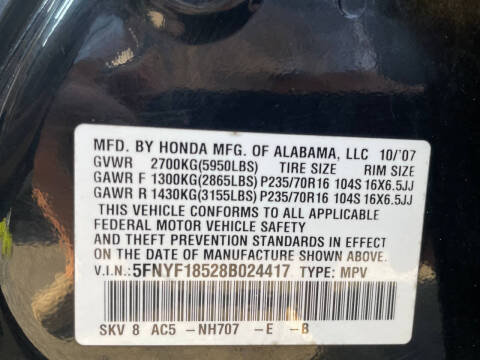 MFD. BY HONDA MFG. OF ALABAMA, LLC 10/'07
GVWR 2700KG(5950LBS) TIRE SIZE RIM SIZE
GAWR F 1300KG(2865LBS)P235/70R16 104S 16X6.5JJ
GAWR R 1430KG(3155LBS)P235/70R16 104S 16X6.5JJ
THIS VEHICLE CONFORMS TO ALL APPLICABLE
FEDERAL MOTOR VEHICLE SAFETY
AND THEFT PREVENTION STANDARDS IN EFFECT
ON THE DATE OF MANUFACTURE SHOWN ABOVE.
V.I.N.:5FNYF18528B024417 TYPE: MPV
SKV 8 AC5 -NH707 -E -B